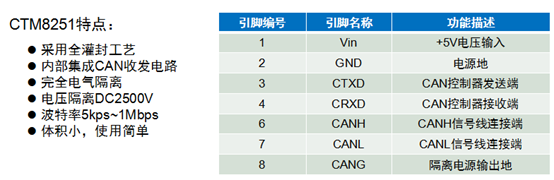 CTM8251特点：
● 采用全灌封工艺
● 内部集成CAN收发电路
● 完全电气隔离
● 电压隔离DC2500V
● 波特率5kps~1Mbps
● 体积小，使用简单
引脚编号 引脚名称 功能描述
1 Vin +5V电压输入
2 GND 电源地
3 CTXD CAN控制器发送端
4 CRXD CAN控制器接收端
6 CANH CANH信号线连接端
7 CANL CANL信号线连接端
8 CANG 隔离电源输出地